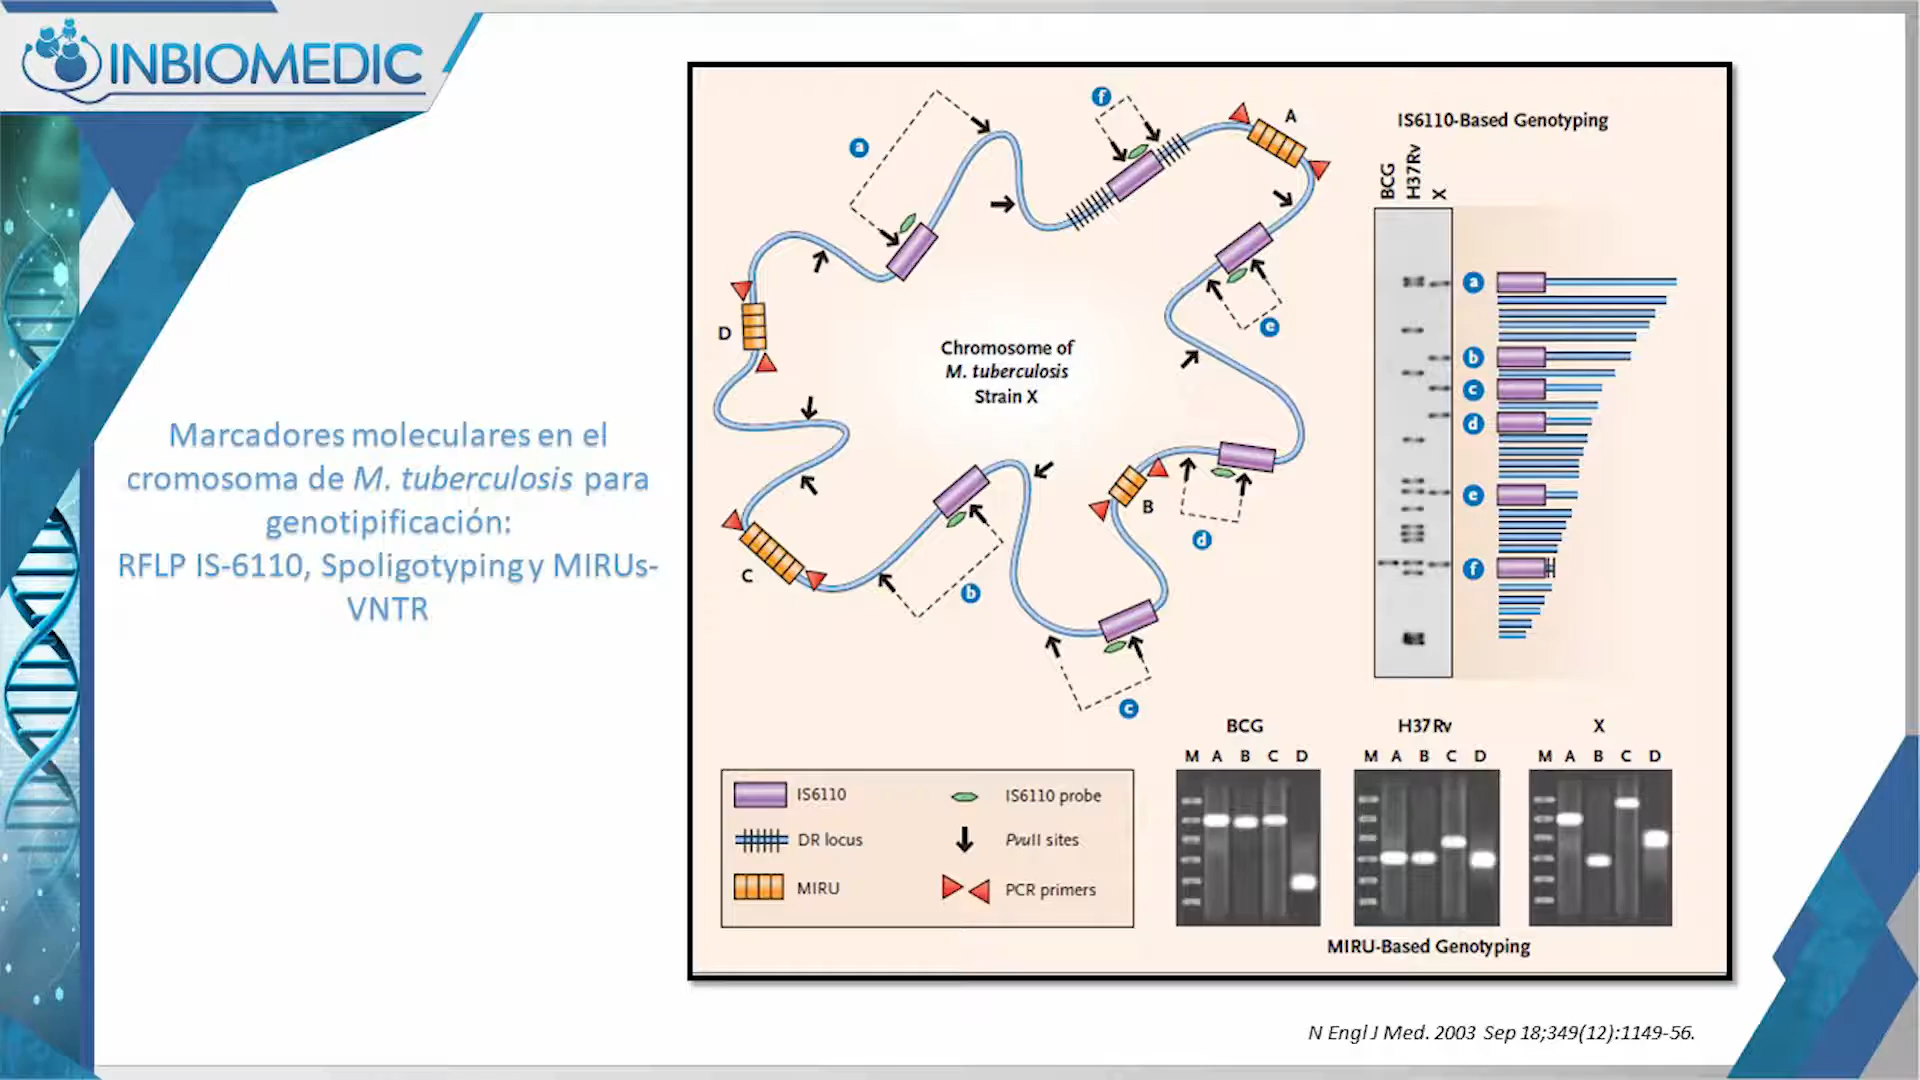 INBIOMEDIC
Marcadores moleculares en el
cromosoma de M. tuberculosis para
genotipificación:
RFLP IS-6110, Spoligotyping y MIRUs-
VNTR
a
f
A
D
Chromosome of
M. tuberculosis
Strain X
e
B
d
C
b
c
IS6110-Based Genotyping
BCG
H37Rv
X
a
b
c
d
e
f
IS6110
IS6110 probe
DR locus
PvuII sites
MIRU
PCR primers
BCG
M A B C D
H37Rv
M A B C D
X
M A B C D
MIRU-Based Genotyping
N Engl J Med. 2003 Sep 18;349(12):1149-56.